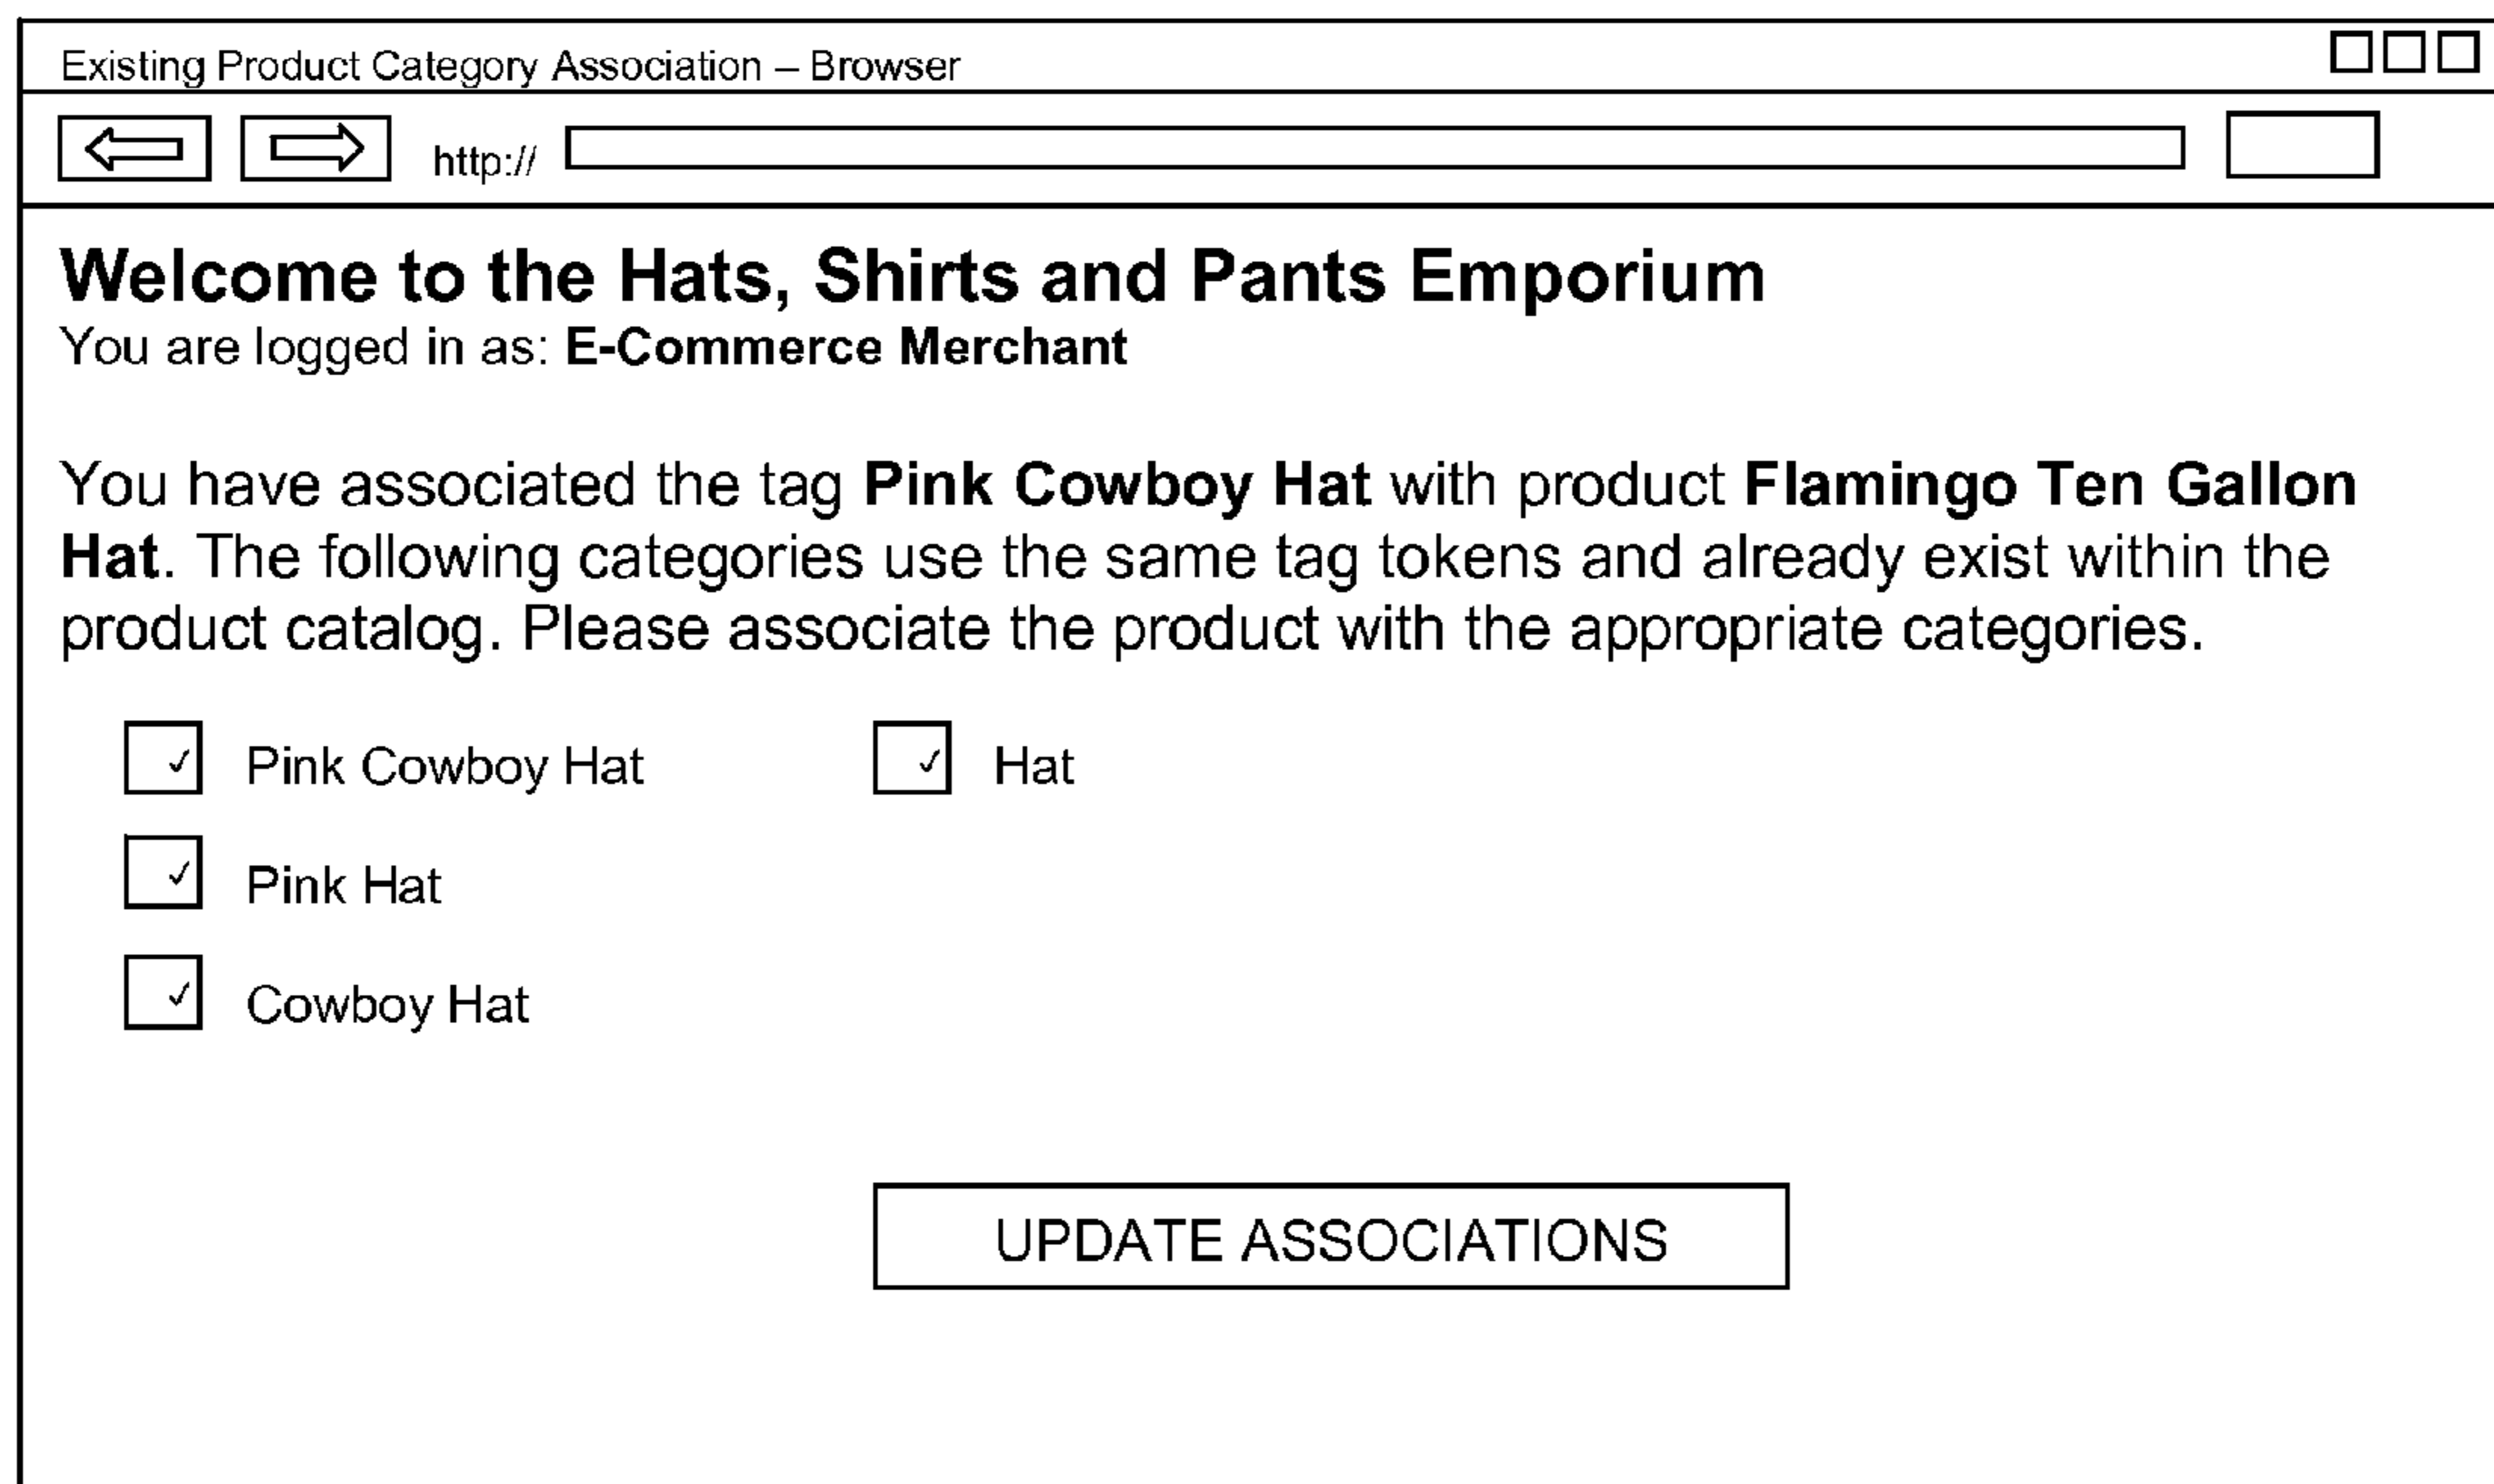 Existing Product Category Association – Browser
http://
Welcome to the Hats, Shirts and Pants Emporium
You are logged in as: E-Commerce Merchant
You have associated the tag Pink Cowboy Hat with product Flamingo Ten Gallon
Hat. The following categories use the same tag tokens and already exist within the
product catalog. Please associate the product with the appropriate categories.
✓ Pink Cowboy Hat ✓ Hat
✓ Pink Hat
✓ Cowboy Hat
UPDATE ASSOCIATIONS